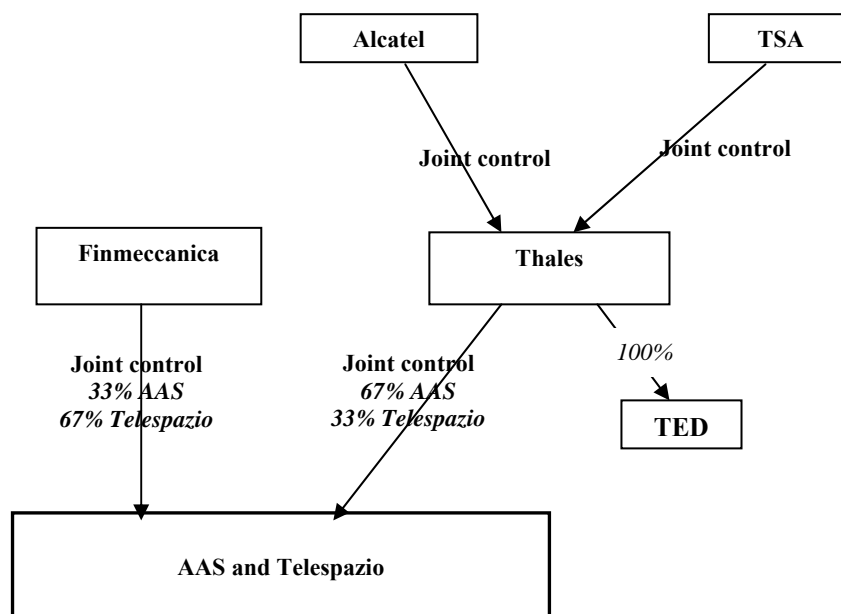 Alcatel
TSA
Joint control
Joint control
Finmeccanica
Thales
Joint control
33% AAS
67% Telespazio
Joint control
67% AAS
33% Telespazio
100%
TED
AAS and Telespazio